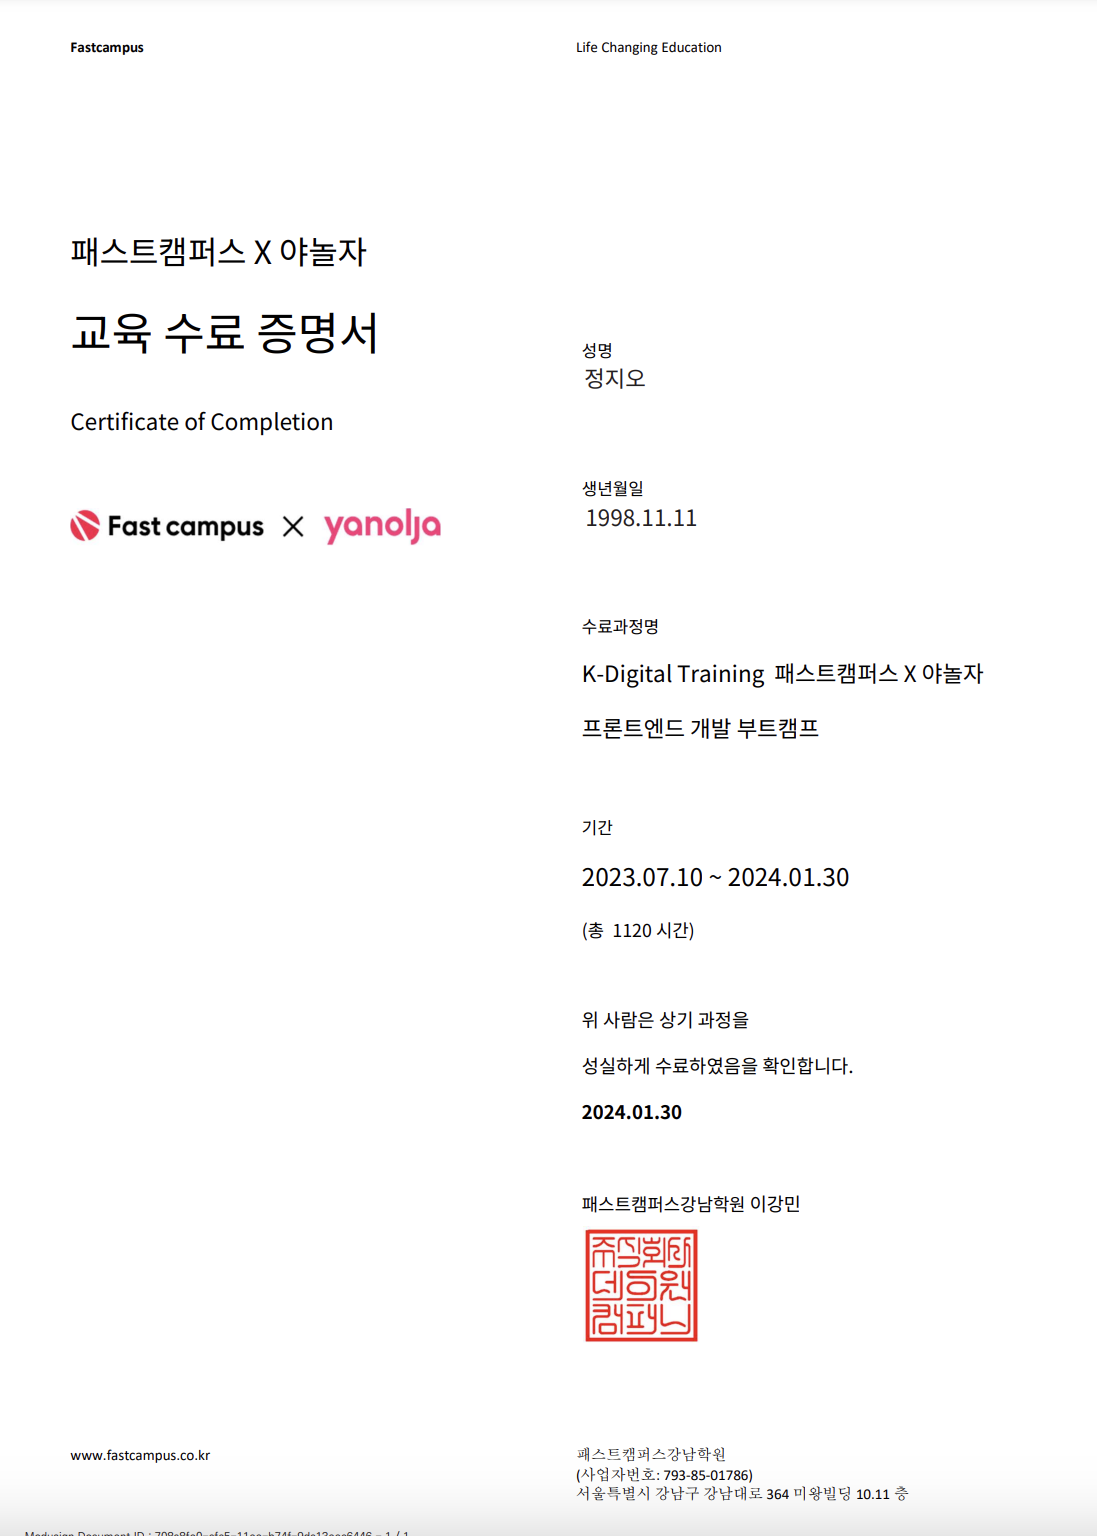 Fastcampus
Life Changing Education
패스트캠퍼스 X 야놀자
교육 수료 증명서
Certificate of Completion
Fast campus X yanolja
성명
정지오
생년월일
1998.11.11
수료과정명
K-Digital Training 패스트캠퍼스 X 야놀자
프론트엔드 개발 부트캠프
기간
2023.07.10 ~ 2024.01.30
(총 1120 시간)
위 사람은 상기 과정을
성실하게 수료하였음을 확인합니다.
2024.01.30
패스트캠퍼스강남학원 이강민
주식회사
데이원
컴퍼니
www.fastcampus.co.kr
패스트캠퍼스강남학원
(사업자번호: 793-85-01786)
서울특별시 강남구 강남대로 364 미왕빌딩 10.11 층